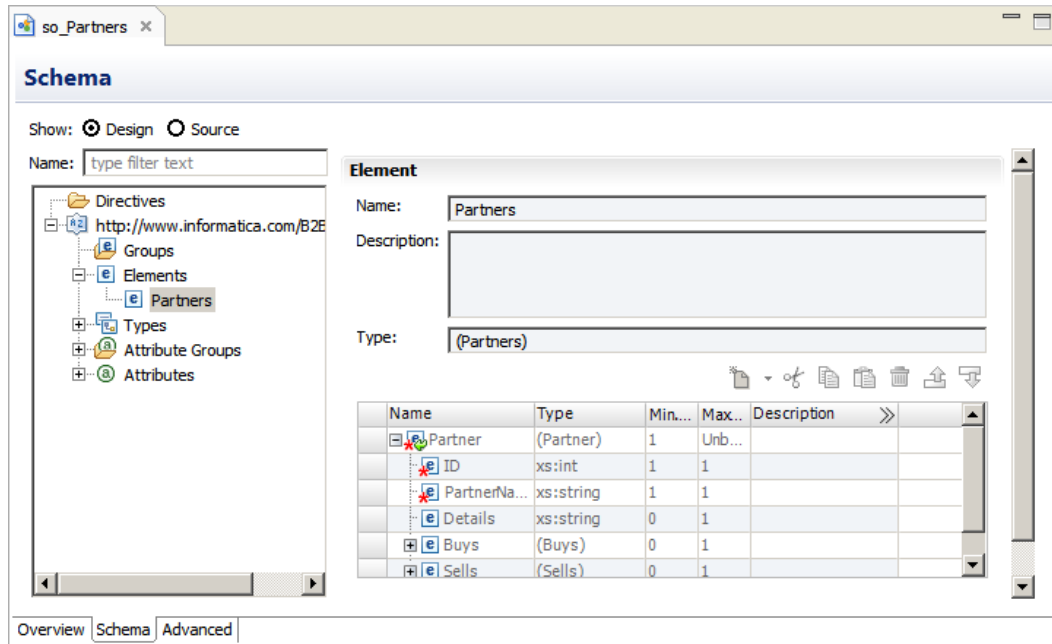 so_Partners
Schema
Show: Design Source
Name: type filter text
Directives
http://www.informatica.com/B2B
Groups
Elements
Partners
Types
Attribute Groups
Attributes
Element
Name: Partners
Description:
Type: (Partners)
Name Type Min.... Max... Description
Partner (Partner) 1 Unb...
ID xs:int 1 1
PartnerNa... xs:string 1 1
Details xs:string 0 1
Buys (Buys) 0 1
Sells (Sells) 0 1
Overview Schema Advanced